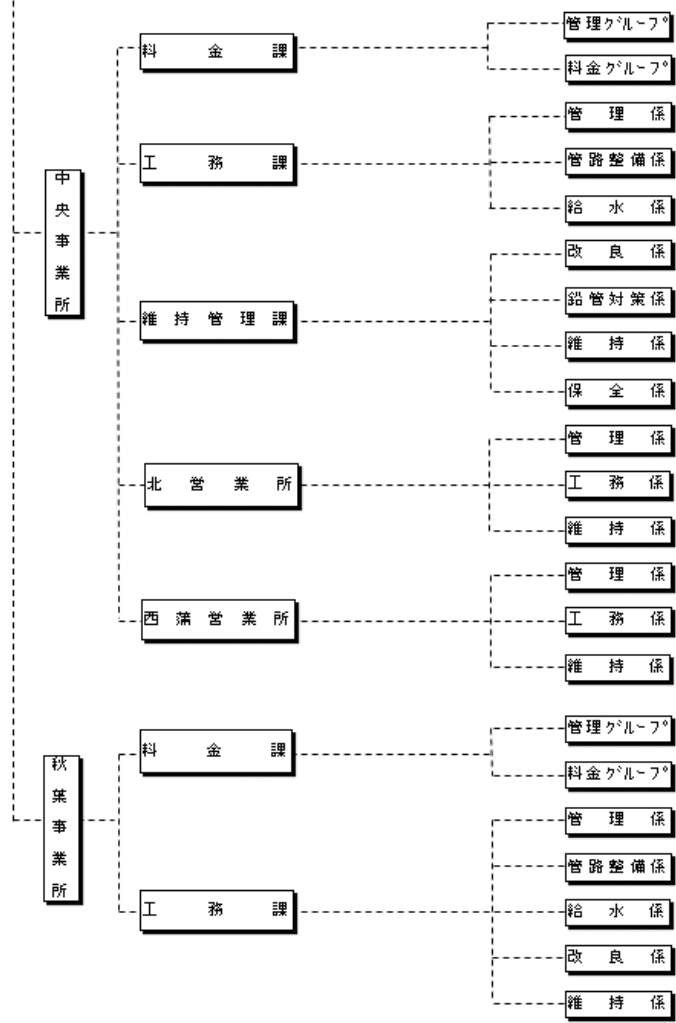 中央事業所
料金課
管理グループ
料金グループ
工務課
管理係
管路整備係
給水係
維持管理課
改良係
鉛管対策係
維持係
保全係
北営業所
管理係
工務係
維持係
西蒲営業所
管理係
工務係
維持係
秋葉事業所
料金課
管理グループ
料金グループ
工務課
管理係
管路整備係
給水係
改良係
維持係